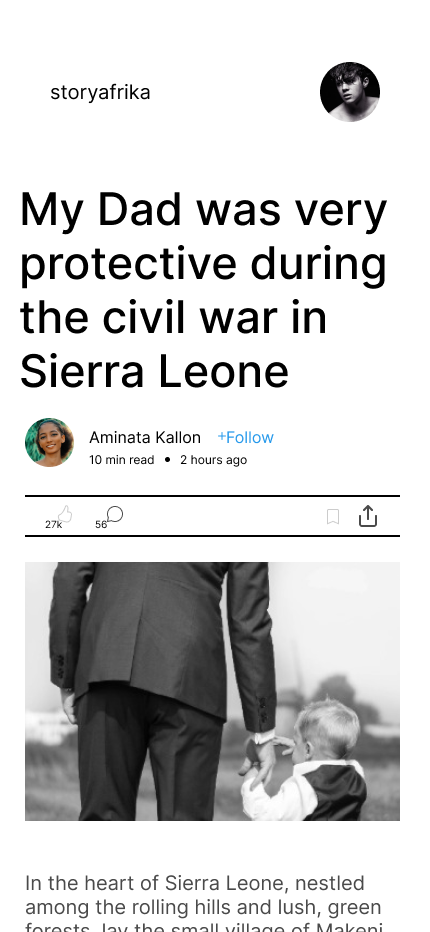 storyafrika
My Dad was very
protective during
the civil war in
Sierra Leone
Aminata Kallon +Follow
10 min read • 2 hours ago
27k 56
In the heart of Sierra Leone, nestled
among the rolling hills and lush, green
forests, lay the small village of Makeni